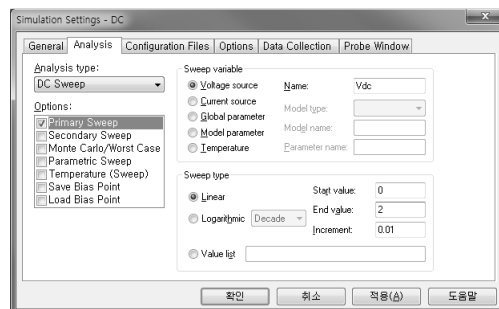 Simulation Settings - DC
General Analysis Configuration Files Options Data Collection Probe Window
Analysis type:
DC Sweep
Options:
Primary Sweep
Secondary Sweep
Monte Carlo/Worst Case
Parametric Sweep
Temperature (Sweep)
Save Bias Point
Load Bias Point
Sweep variable
Voltage source
Current source
Global parameter
Model parameter
Temperature
Name: Vdc
Model type:
Model name:
Parameter name:
Sweep type
Linear
Logarithmic Decade
Start value: 0
End value: 2
Increment: 0.01
Value list
확인 취소 적용(A) 도움말